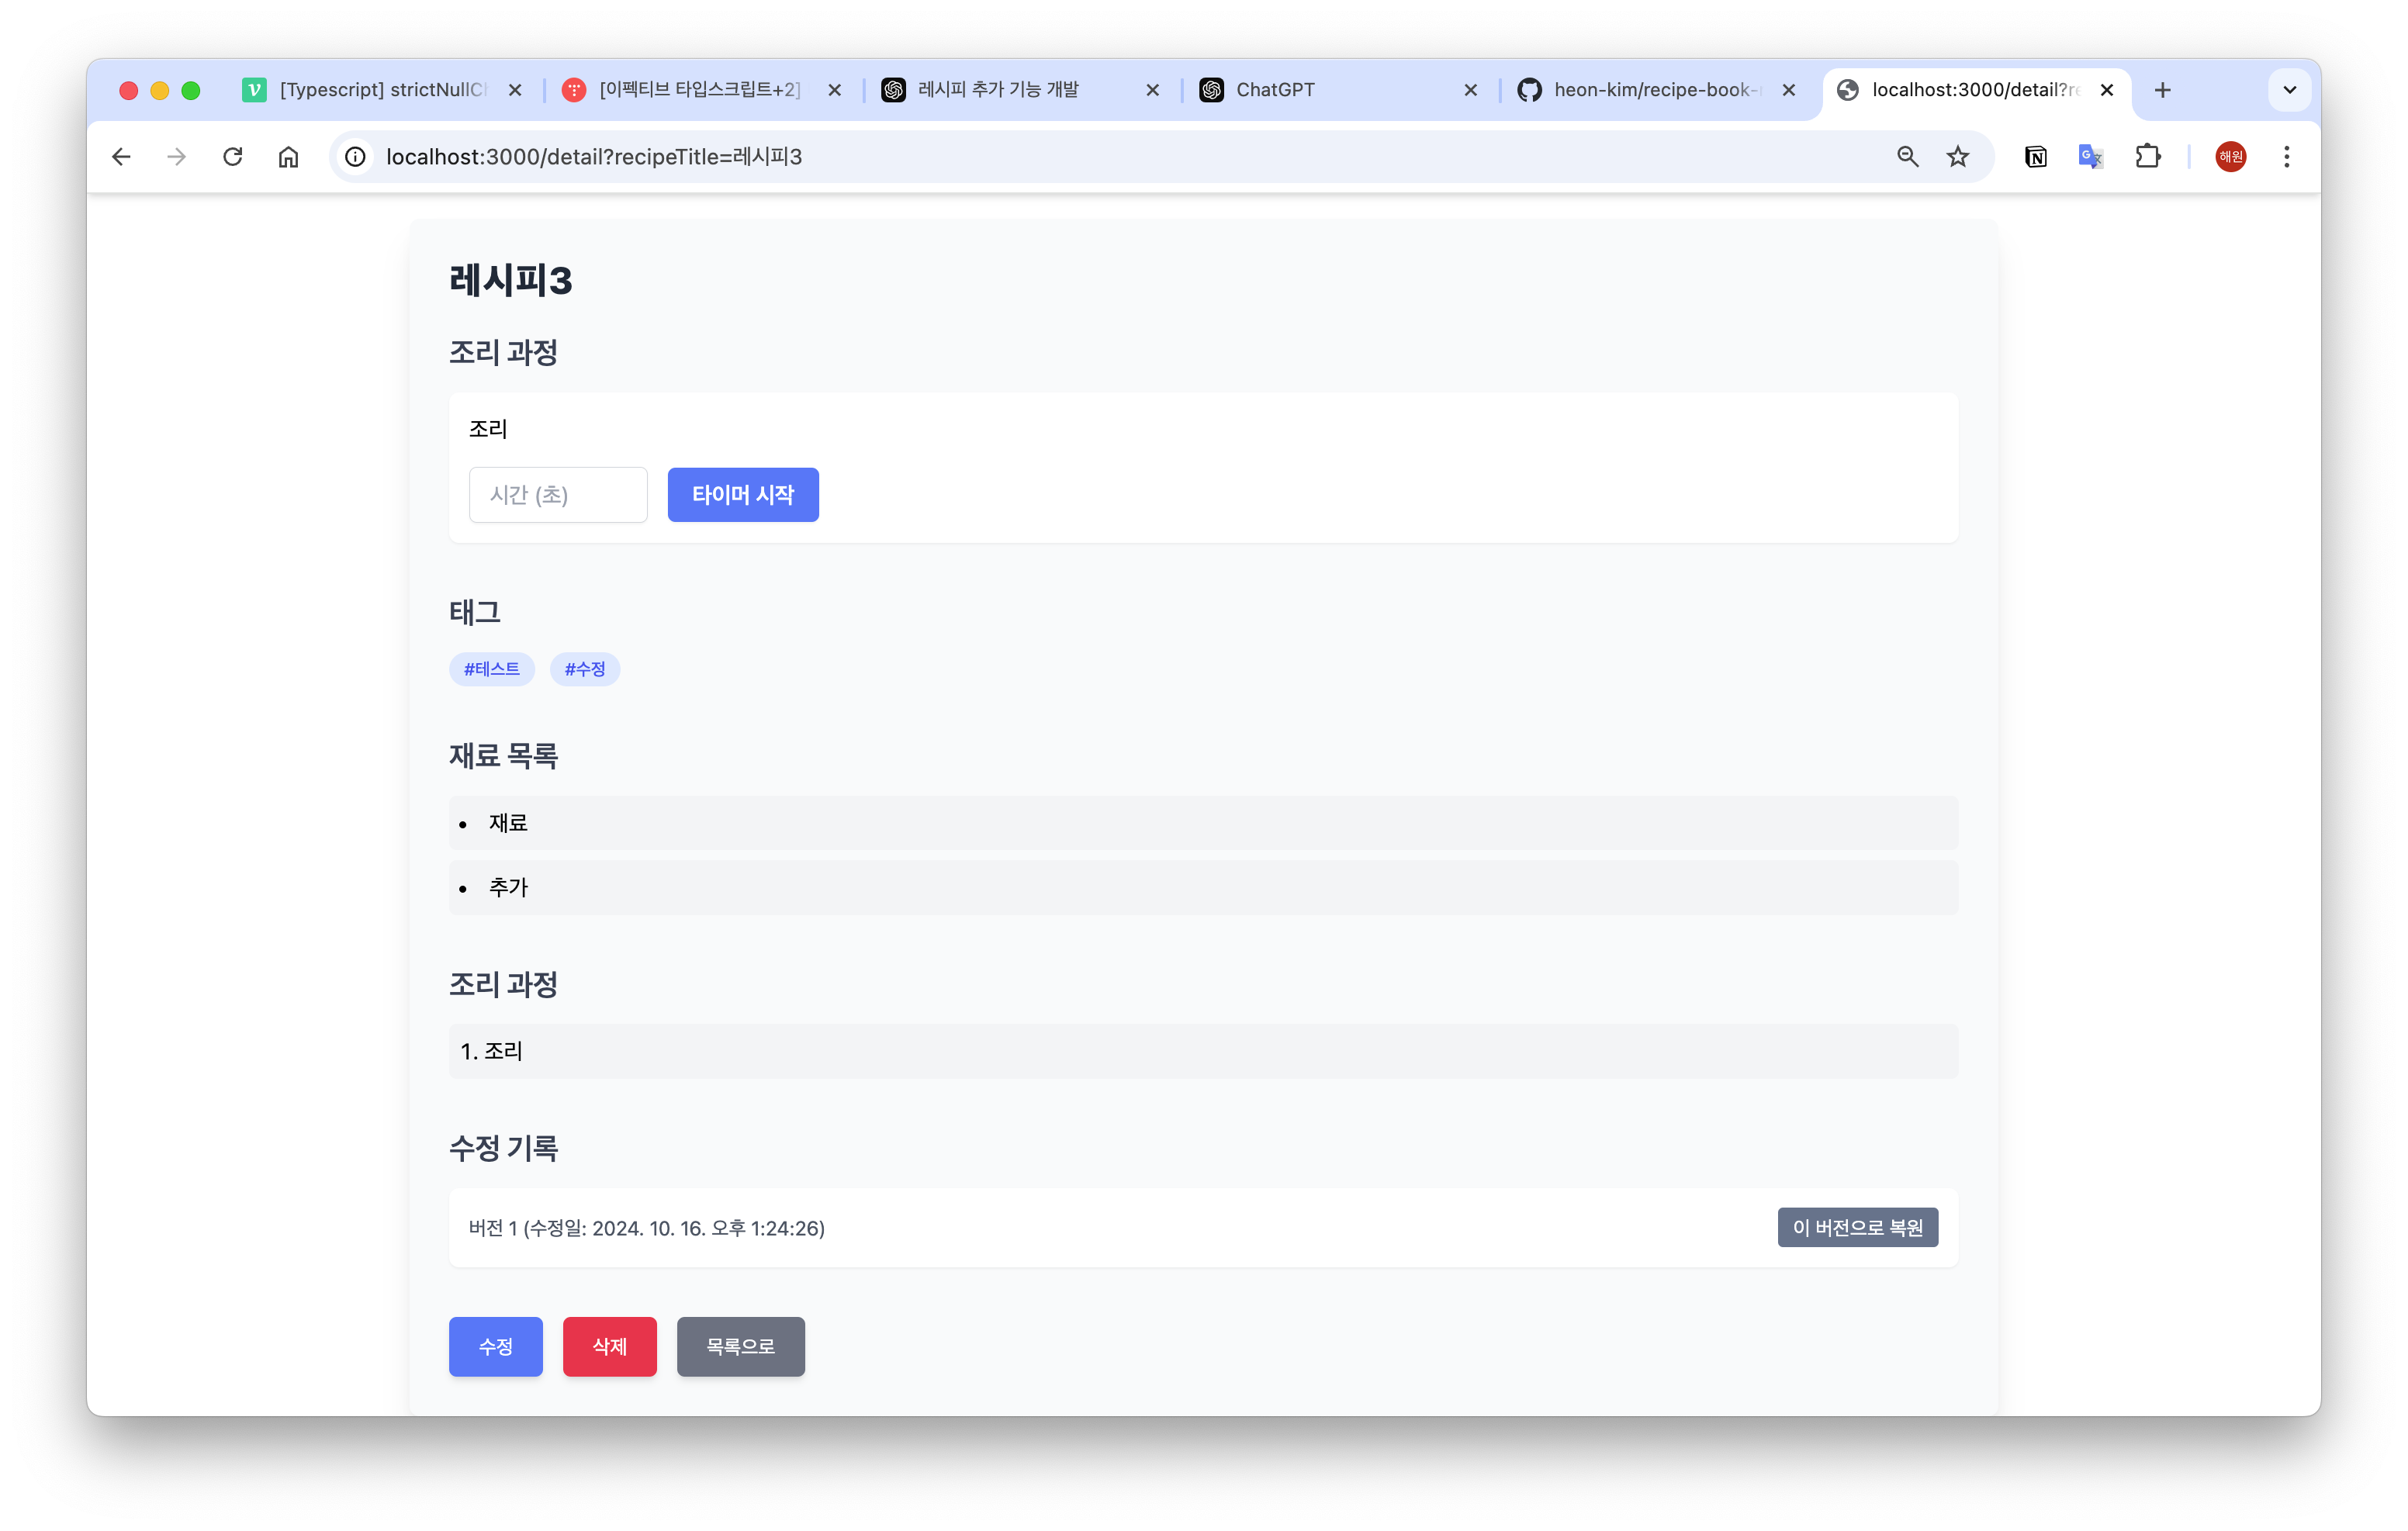 [Typescript] strictNullCh
[이펙티브 타입스크립트+2]
레시피 추가 기능 개발
ChatGPT
heon-kim/recipe-book-
localhost:3000/detail?re
localhost:3000/detail?recipeTitle=레시피3
해원
레시피3
조리 과정
조리
시간 (초)
타이머 시작
태그
#테스트 #수정
재료 목록
• 재료
• 추가
조리 과정
1. 조리
수정 기록
버전 1 (수정일: 2024. 10. 16. 오후 1:24:26)
이 버전으로 복원
수정
삭제
목록으로